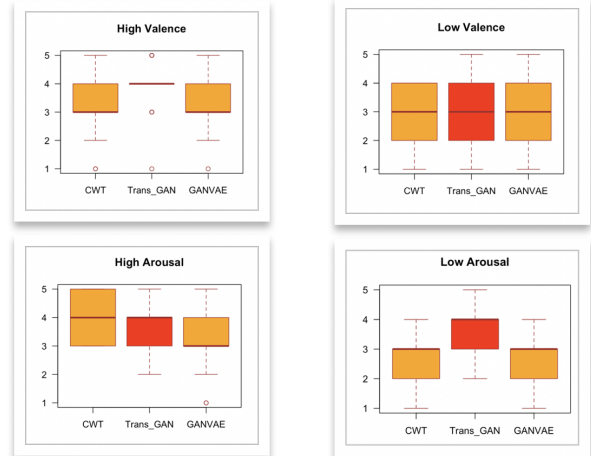 High Valence
5
4
3
2
1
CWT Trans_GAN GANVAE
Low Valence
5
4
3
2
1
CWT Trans_GAN GANVAE
High Arousal
5
4
3
2
1
CWT Trans_GAN GANVAE
Low Arousal
5
4
3
2
1
CWT Trans_GAN GANVAE